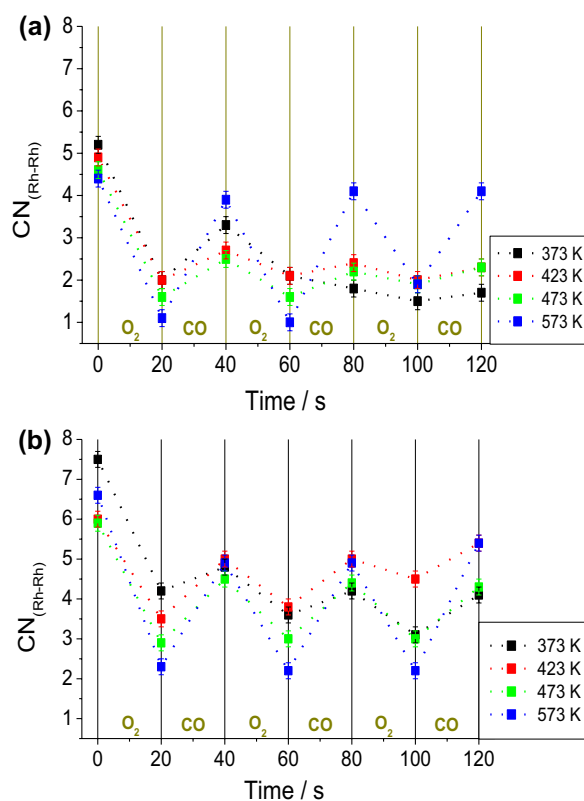 (a)
8
7
6
5
4
3
2
1
CN(Rh-Rh)
O2 CO O2 CO O2 CO
0 20 40 60 80 100 120
Time / s
373 K
423 K
473 K
573 K
(b)
8
7
6
5
4
3
2
1
CN(Rh-Rh)
O2 CO O2 CO O2 CO
0 20 40 60 80 100 120
Time / s
373 K
423 K
473 K
573 K